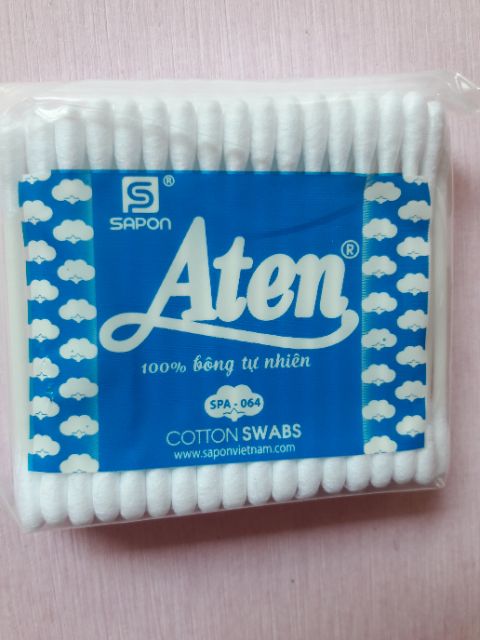 SAPON ®
Aten ®
100% bông tự nhiên
SPA - 064
COTTON SWABS
www.saponvietnam.com